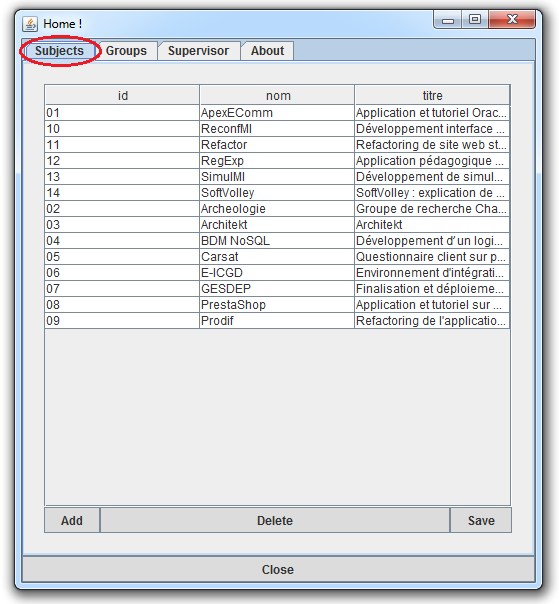 Home !
Subjects Groups Supervisor About
id nom titre
01 ApexEComm Application et tutoriel Orac...
10 ReconfMI Développement interface ...
11 Refactor Refactoring de site web st...
12 RegExp Application pédagogique ...
13 SimulMI Développement de simul...
14 SoftVolley SoftVolley : explication de ...
02 Archeologie Groupe de recherche Cha...
03 Architekt Architekt
04 BDM NoSQL Développement d'un logi...
05 Carsat Questionnaire client sur p...
06 E-ICGD Environnement d'intégrati...
07 GESDEP Finalisation et déploieme...
08 PrestaShop Application et tutoriel sur ...
09 Prodif Refactoring de l'applicatio...
Add Delete Save
Close